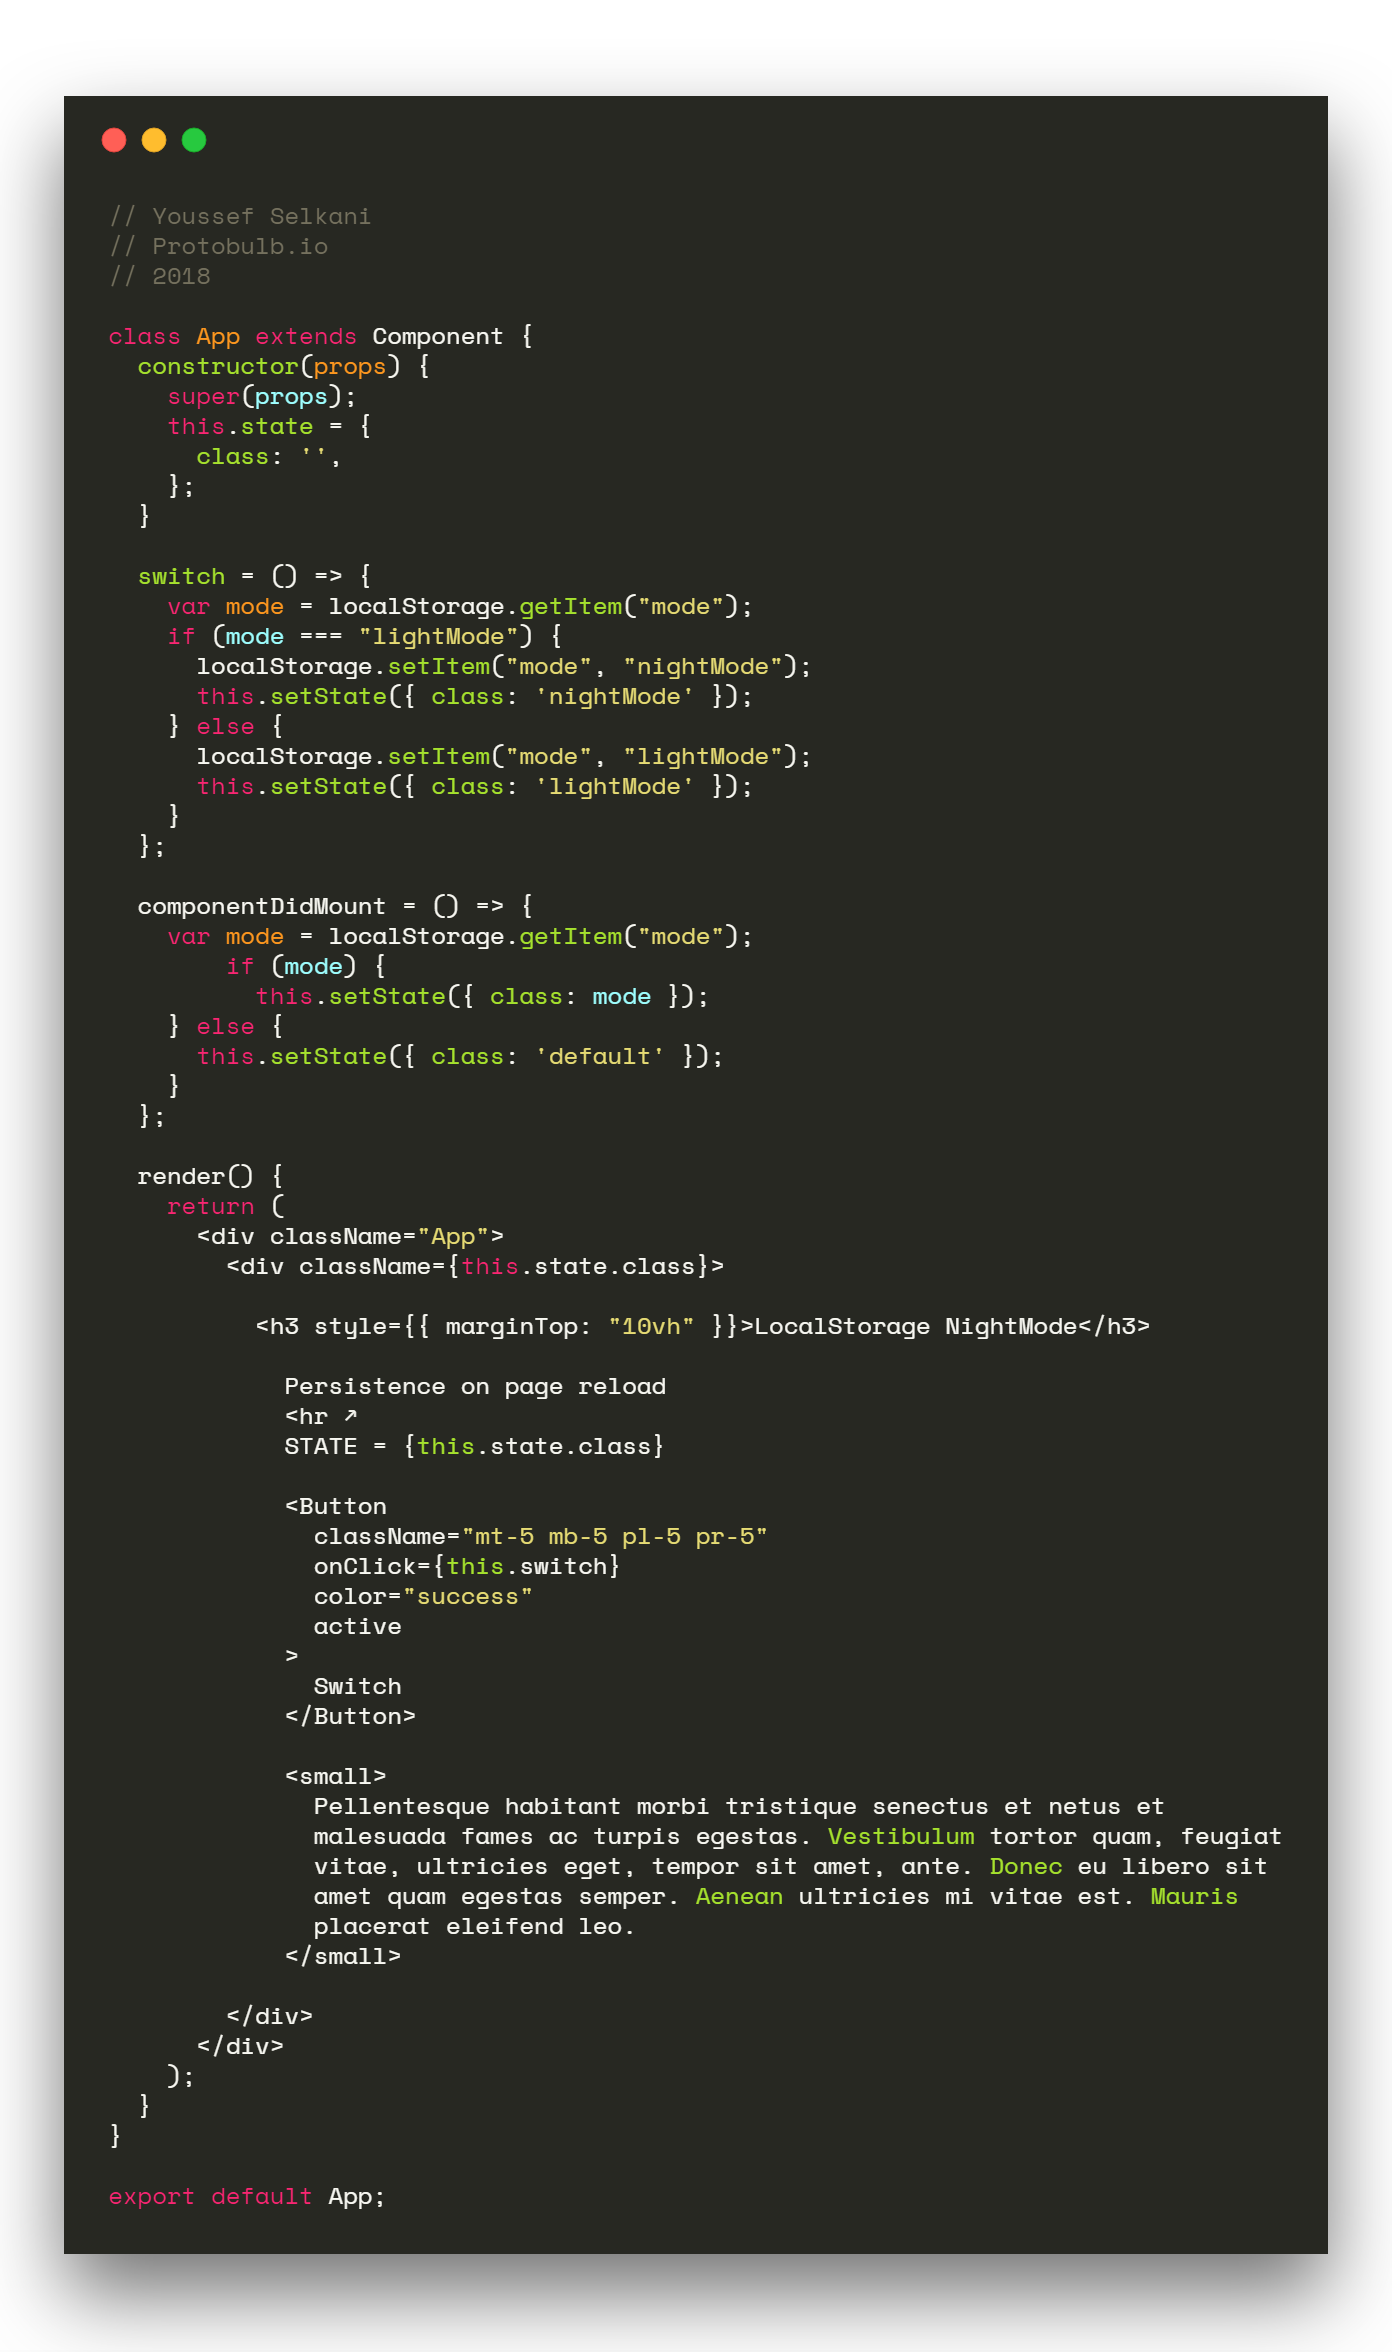 // Youssef Selkani
// Protobulb.io
// 2018

class App extends Component {
  constructor(props) {
    super(props);
    this.state = {
      class: '',
    };
  }

  switch = () => {
    var mode = localStorage.getItem("mode");
    if (mode === "lightMode") {
      localStorage.setItem("mode", "nightMode");
      this.setState({ class: 'nightMode' });
    } else {
      localStorage.setItem("mode", "lightMode");
      this.setState({ class: 'lightMode' });
    }
  };

  componentDidMount = () => {
    var mode = localStorage.getItem("mode");
        if (mode) {
          this.setState({ class: mode });
    } else {
      this.setState({ class: 'default' });
    }
  };

  render() {
    return (
      <div className="App">
        <div className={this.state.class}>

          <h3 style={{ marginTop: "10vh" }}>LocalStorage NightMode</h3>

            Persistence on page reload
            <hr ↗
            STATE = {this.state.class}

            <Button
              className="mt-5 mb-5 pl-5 pr-5"
              onClick={this.switch}
              color="success"
              active
            >
              Switch
            </Button>

            <small>
              Pellentesque habitant morbi tristique senectus et netus et
              malesuada fames ac turpis egestas. Vestibulum tortor quam, feugiat
              vitae, ultricies eget, tempor sit amet, ante. Donec eu libero sit
              amet quam egestas semper. Aenean ultricies mi vitae est. Mauris
              placerat eleifend leo.
            </small>

        </div>
      </div>
    );
  }
}

export default App;